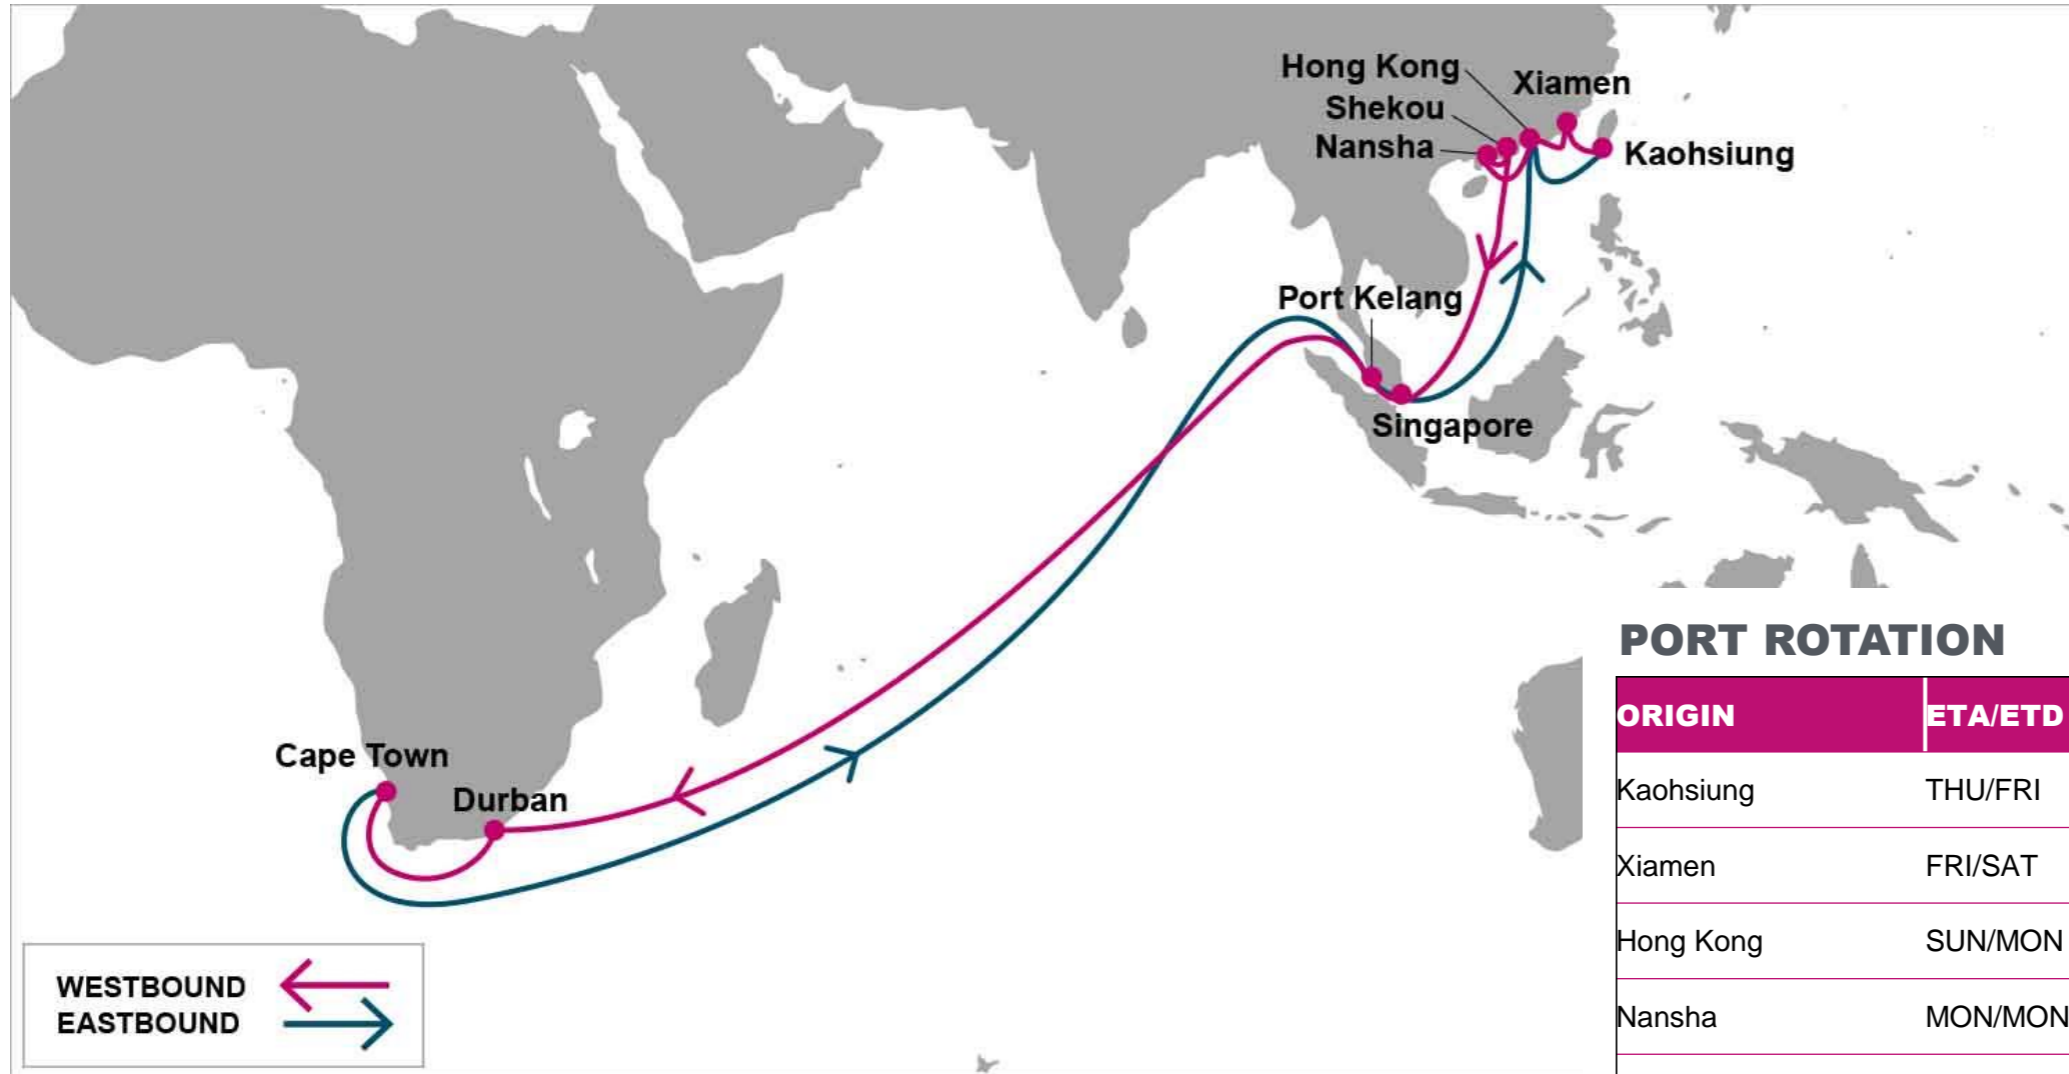 Hong Kong
Xiamen
Shekou
Nansha
Kaohsiung
Port Kelang
Singapore
Cape Town
Durban
WESTBOUND
EASTBOUND
PORT ROTATION
ORIGIN ETA/ETD
Kaohsiung THU/FRI
Xiamen FRI/SAT
Hong Kong SUN/MON
Nansha MON/MON